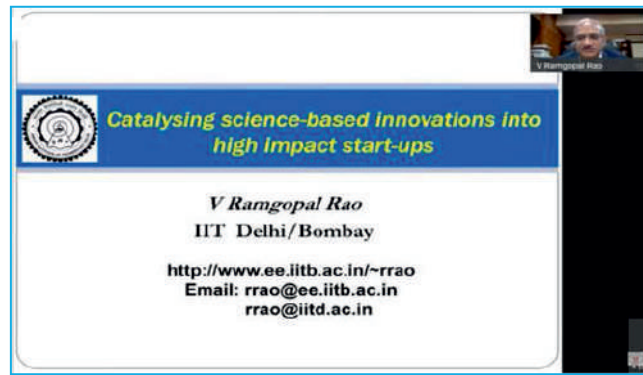 V Ramgopal Rao
Catalysing science-based innovations into
high impact start-ups
V Ramgopal Rao
IIT Delhi/Bombay
http://www.ee.iitb.ac.in/~rrao
Email: rrao@ee.iitb.ac.in
rrao@iitd.ac.in